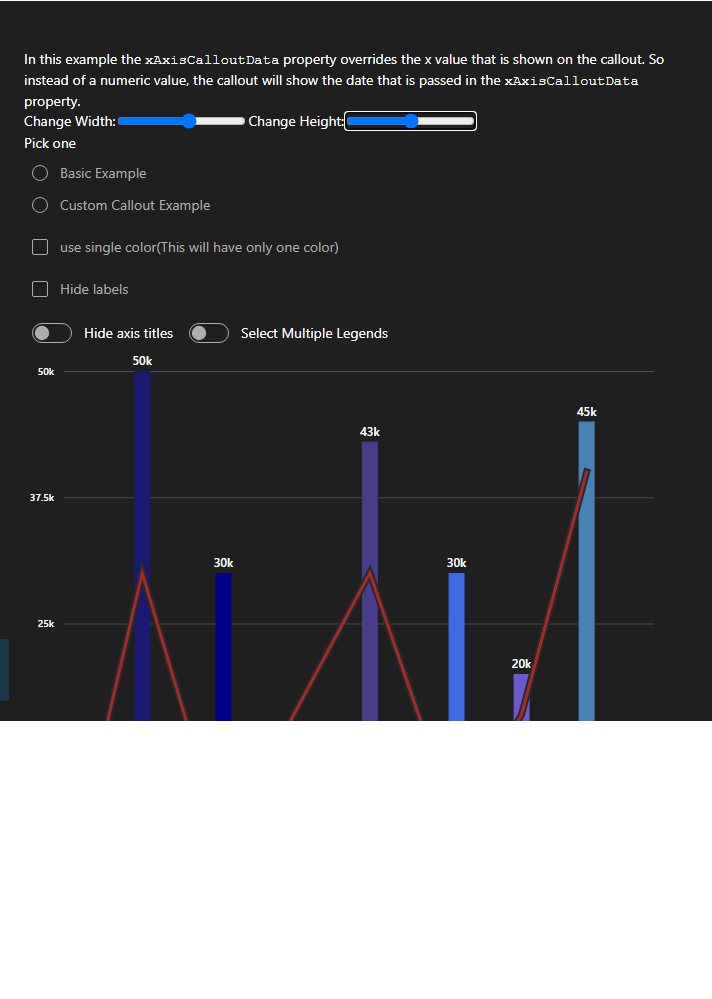 In this example the xAxisCalloutData property overrides the x value that is shown on the callout. So
instead of a numeric value, the callout will show the date that is passed in the xAxisCalloutData
property.
Change Width: Change Height:
Pick one
Basic Example
Custom Callout Example
use single color(This will have only one color)
Hide labels
Hide axis titles Select Multiple Legends
50k
50k
45k
43k
37.5k
30k 30k
25k
20k